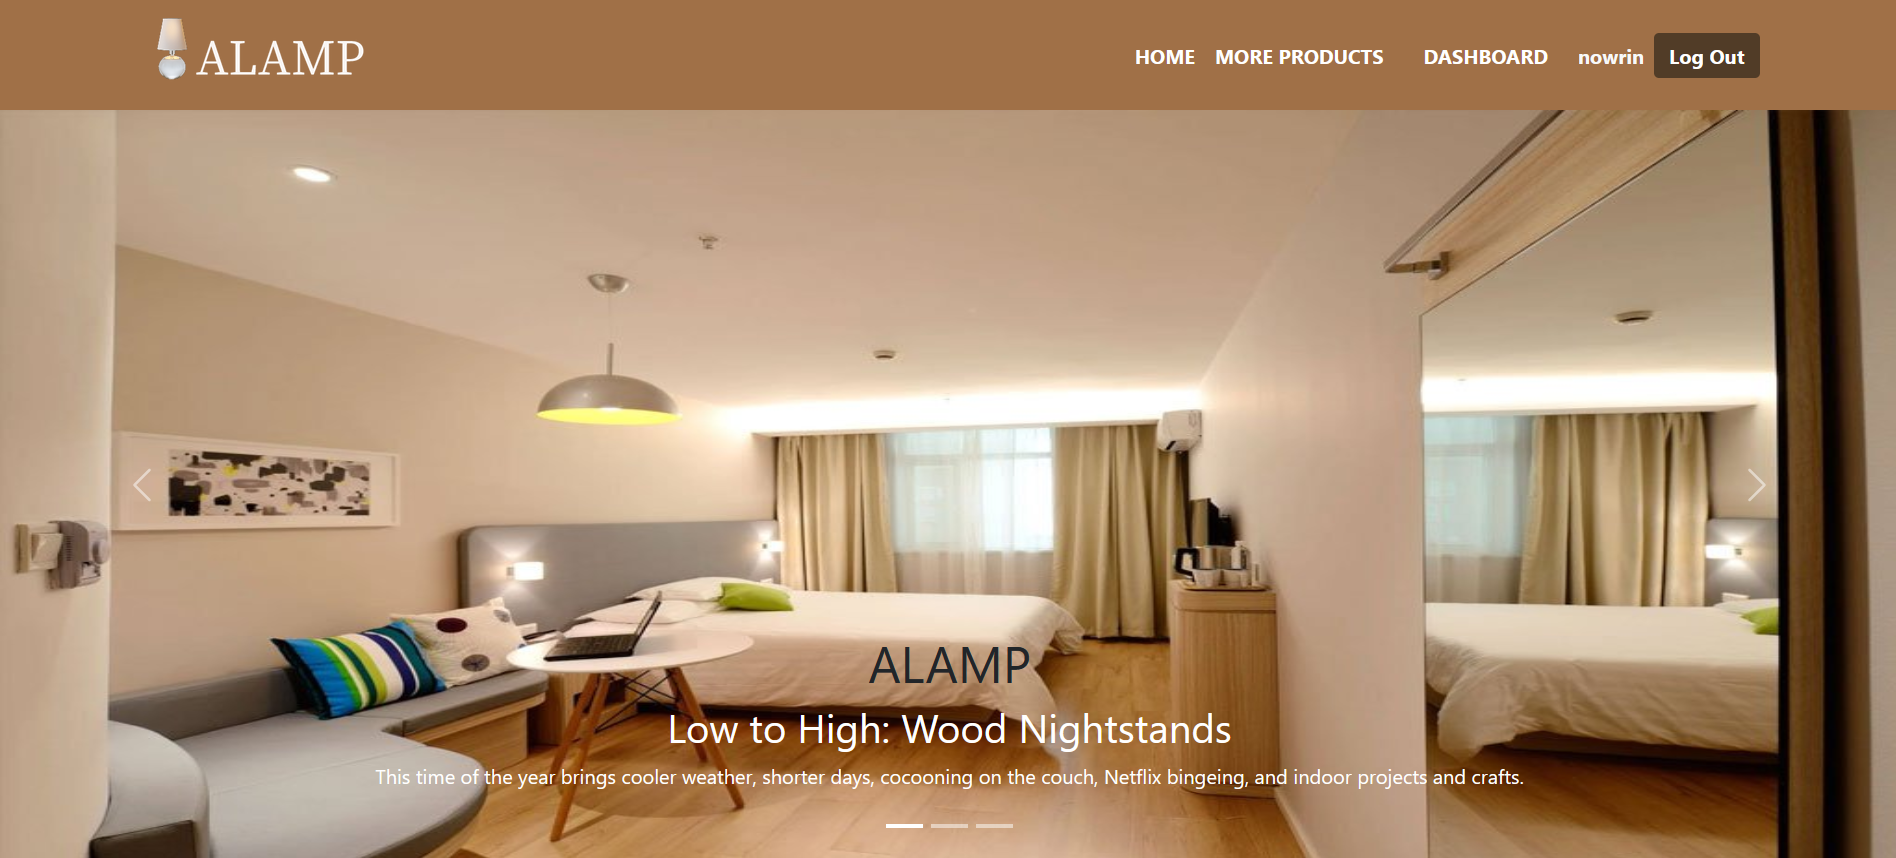 ALAMP
HOME MORE PRODUCTS DASHBOARD nowrin Log Out
ALAMP
Low to High: Wood Nightstands
This time of the year brings cooler weather, shorter days, cocooning on the couch, Netflix bingeing, and indoor projects and crafts.